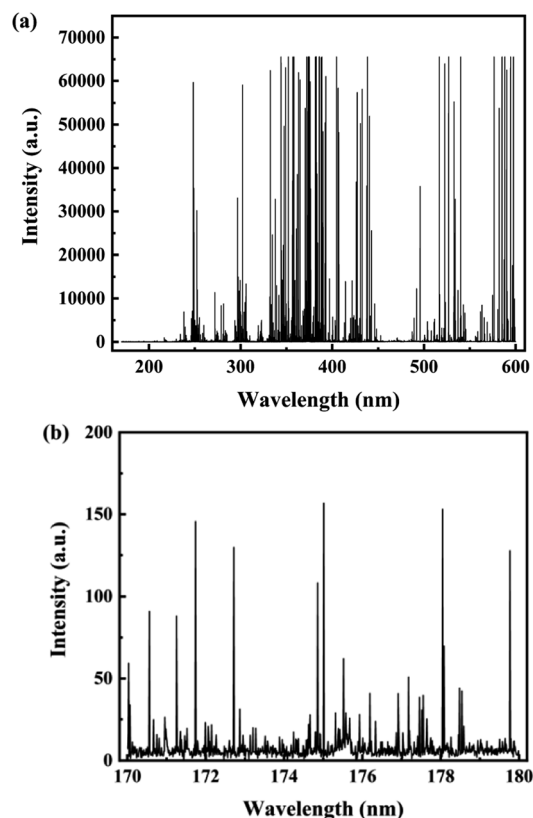 (a)
70000
60000
50000
40000
30000
20000
10000
0
Intensity (a.u.)
200 300 400 500 600
Wavelength (nm)
(b)
200
150
100
50
0
Intensity (a.u.)
170 172 174 176 178 180
Wavelength (nm)